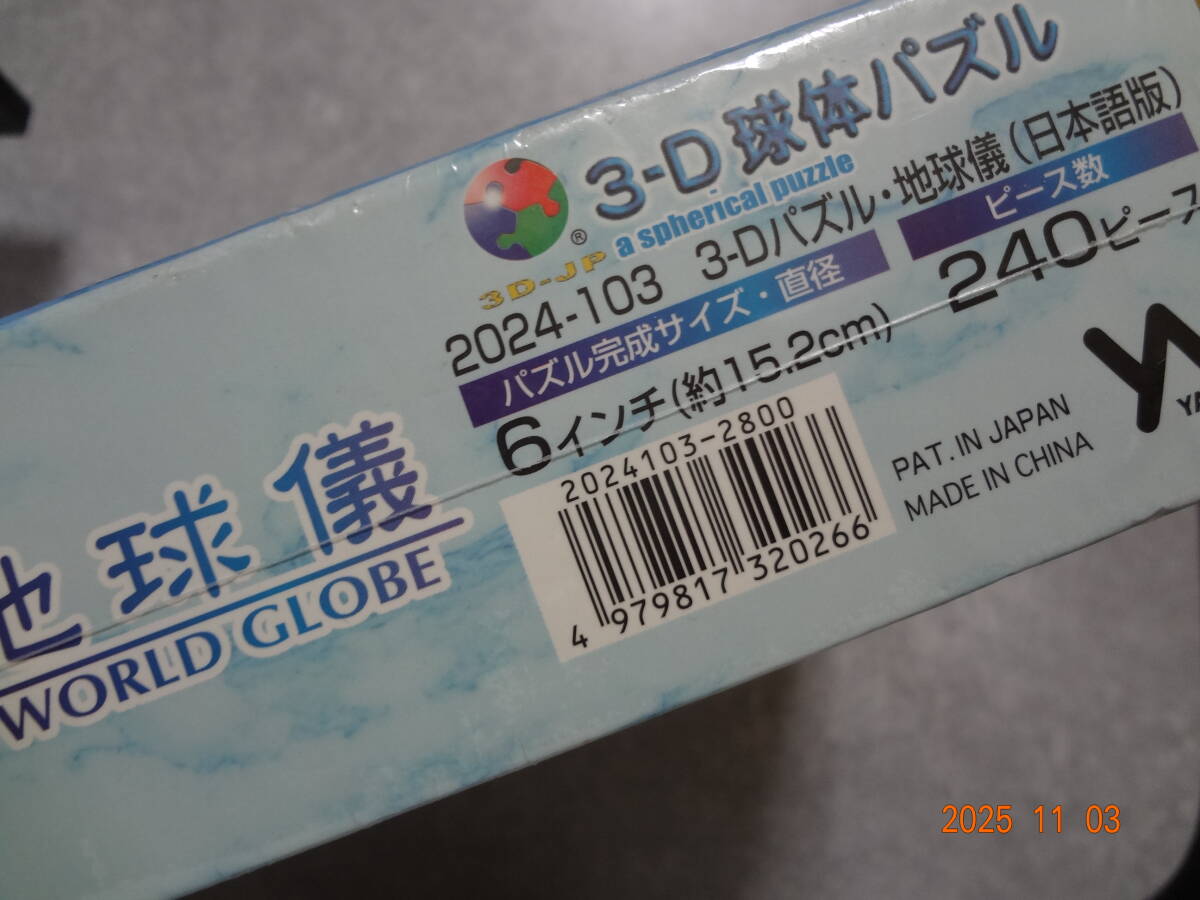 3-D 球体パズル
a spherical puzzle
®
3D-JP
2024-103 3-Dパズル・地球儀(日本語版)
パズル完成サイズ・直径
6インチ(約15.2cm)
ピース数
240ピース
2024103-2800
4 979817 320266
PAT. IN JAPAN
MADE IN CHINA
YA
地球儀
WORLD GLOBE
2025 11 03